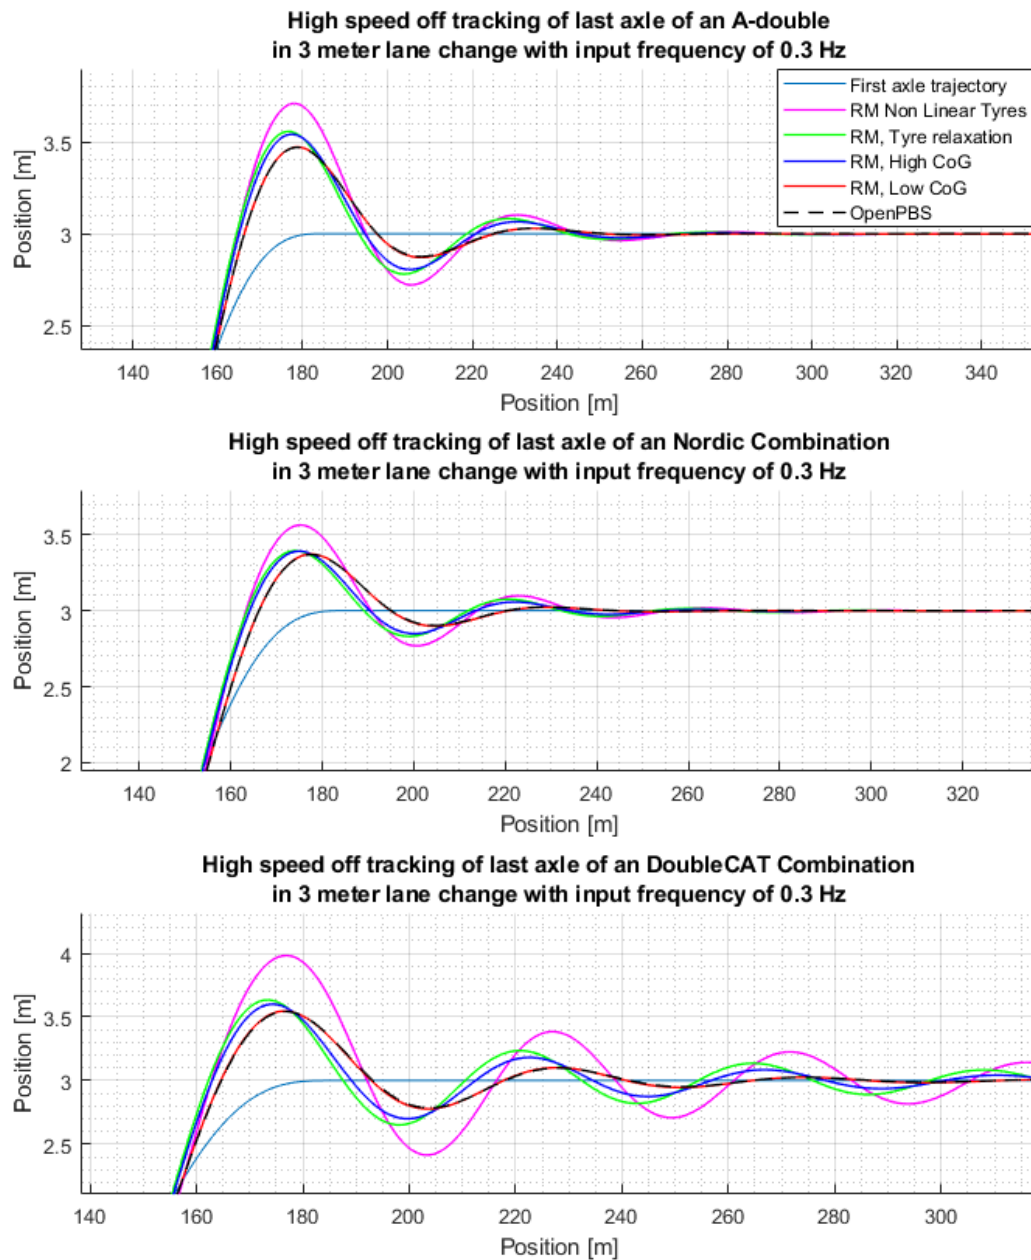 High speed off tracking of last axle of an A-double
in 3 meter lane change with input frequency of 0.3 Hz
First axle trajectory
RM Non Linear Tyres
RM, Tyre relaxation
RM, High CoG
RM, Low CoG
OpenPBS
Position [m]
3.5
3
2.5
140 160 180 200 220 240 260 280 300 320 340
Position [m]
High speed off tracking of last axle of an Nordic Combination
in 3 meter lane change with input frequency of 0.3 Hz
Position [m]
3.5
3
2.5
2
140 160 180 200 220 240 260 280 300 320
Position [m]
High speed off tracking of last axle of an DoubleCAT Combination
in 3 meter lane change with input frequency of 0.3 Hz
Position [m]
4
3.5
3
2.5
140 160 180 200 220 240 260 280 300
Position [m]